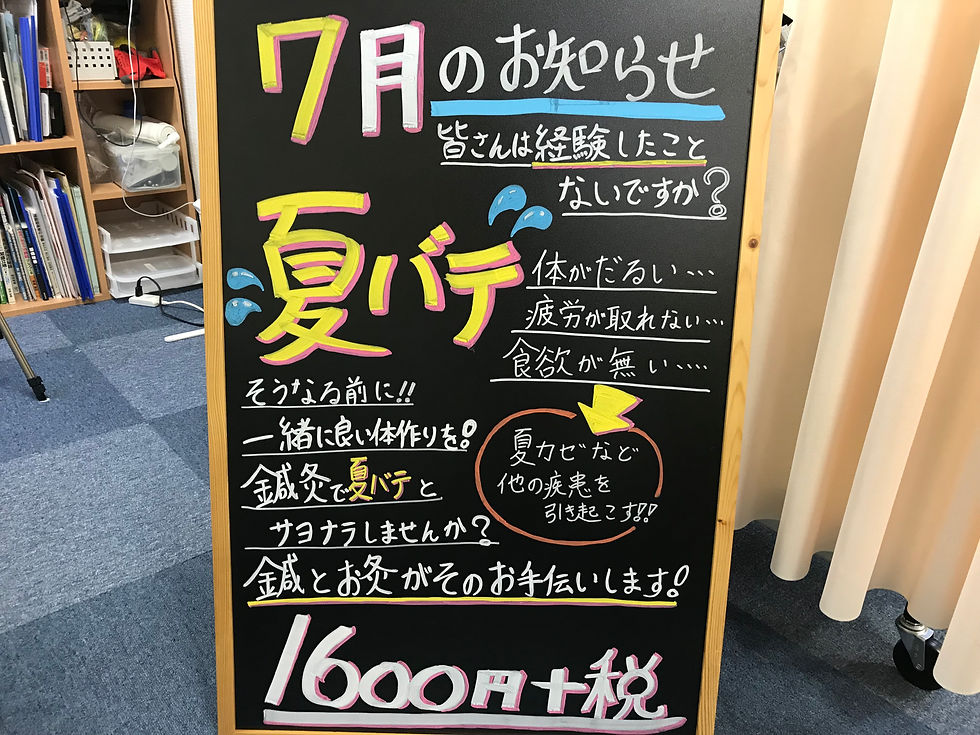 7月のお知らせ
皆さんは経験したこと
ないですか?
夏バテ
体がだるい…
疲労が取れない…
食欲が無い…
夏カゼなど
他の疾患を
引き起こす!!
そうなる前に!!
一緒に良い体作りを!
鍼灸で夏バテと
サヨナラしませんか?
鍼とお灸がそのお手伝いします!
1600円+税